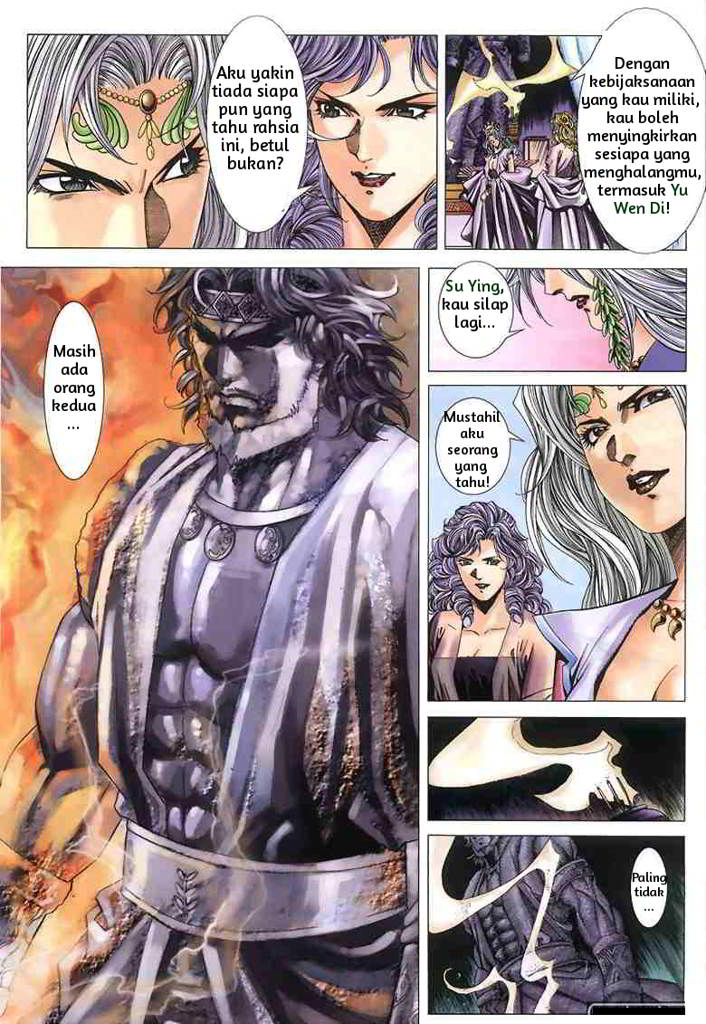 Aku yakin
tiada siapa
pun yang
tahu rahsia
ini, betul
bukan?
Dengan
kebijaksanaan
yang kau miliki,
kau boleh
menyingkirkan
sesiapa yang
menghalangmu,
termasuk Yu
Wen Di!
Su Ying,
kau silap
lagi...
Mustahil
aku
seorang
yang
tahu!
Masih
ada
orang
kedua
...
Paling
tidak
...